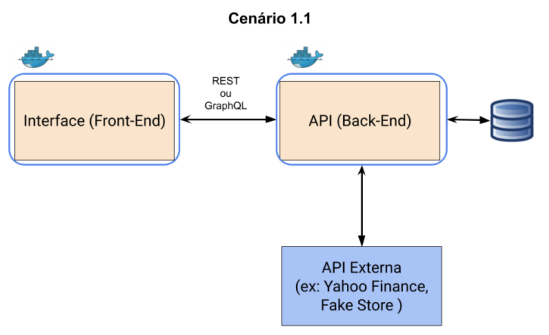 Cenário 1.1
REST
ou
GraphQL
Interface (Front-End)
API (Back-End)
API Externa
(ex: Yahoo Finance,
Fake Store )